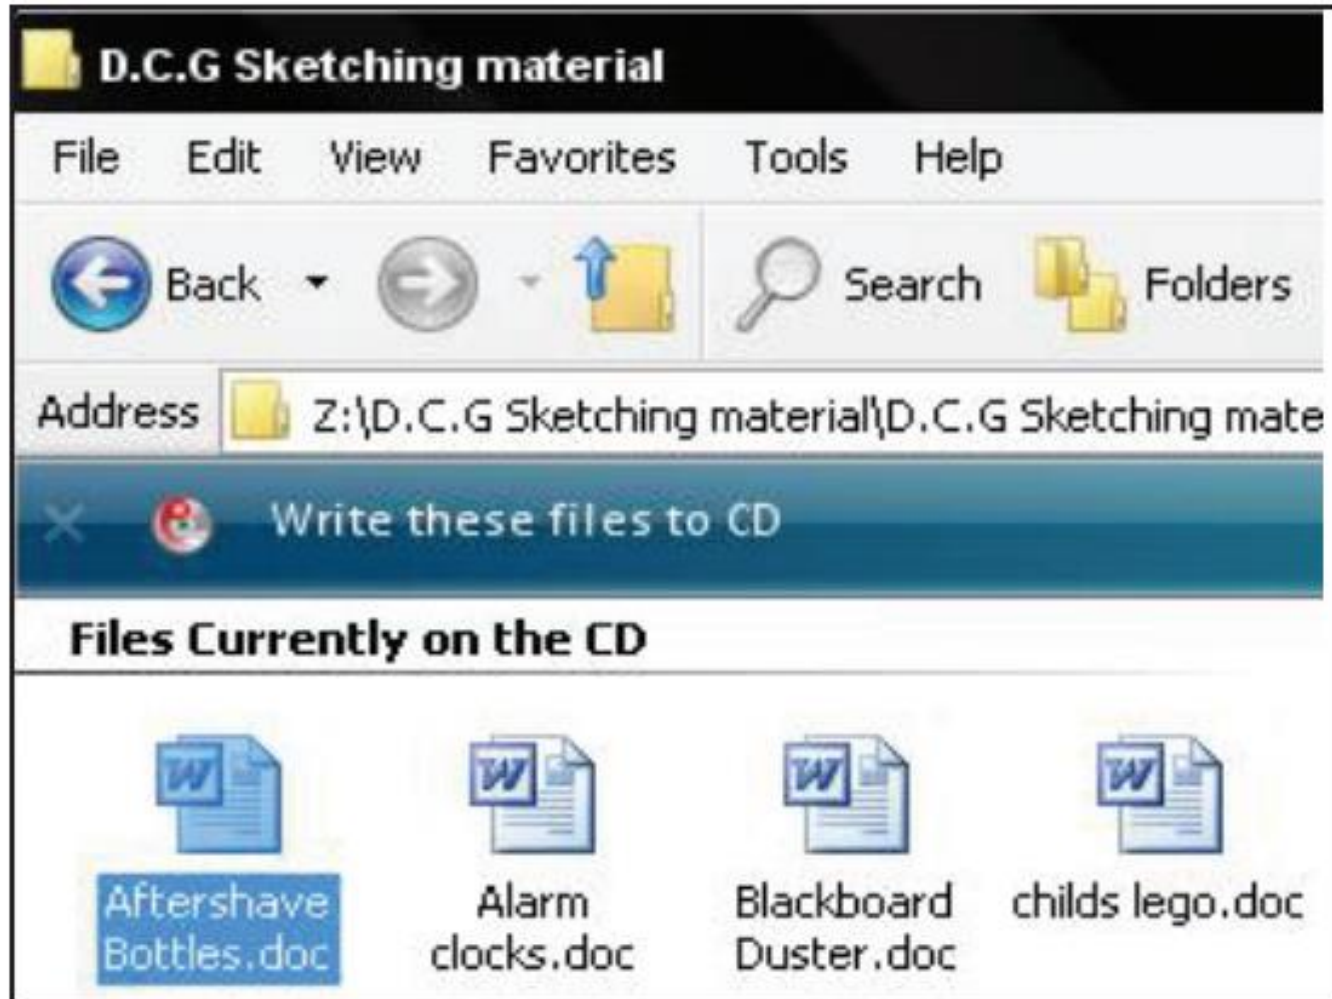 D.C.G Sketching material
File Edit View Favorites Tools Help
Back Search Folders
Address Z:\D.C.G Sketching material\D.C.G Sketching mate
Write these files to CD
Files Currently on the CD
Aftershave Bottles.doc
Alarm clocks.doc
Blackboard Duster.doc
childs lego.doc